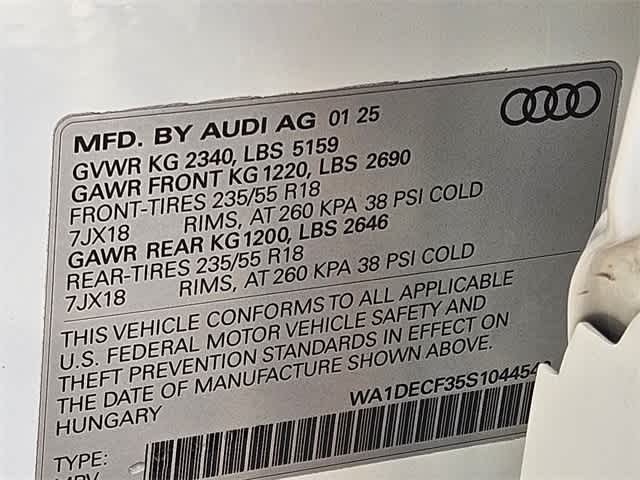 MFD. BY AUDI AG 01 25
GVWR KG 2340, LBS 5159
GAWR FRONT KG 1220, LBS 2690
FRONT-TIRES 235/55 R18
7JX18 RIMS, AT 260 KPA 38 PSI COLD
GAWR REAR KG 1200, LBS 2646
REAR-TIRES 235/55 R18
7JX18 RIMS, AT 260 KPA 38 PSI COLD
THIS VEHICLE CONFORMS TO ALL APPLICABLE
U.S. FEDERAL MOTOR VEHICLE SAFETY AND
THEFT PREVENTION STANDARDS IN EFFECT ON
THE DATE OF MANUFACTURE SHOWN ABOVE.
HUNGARY
TYPE:
MPV